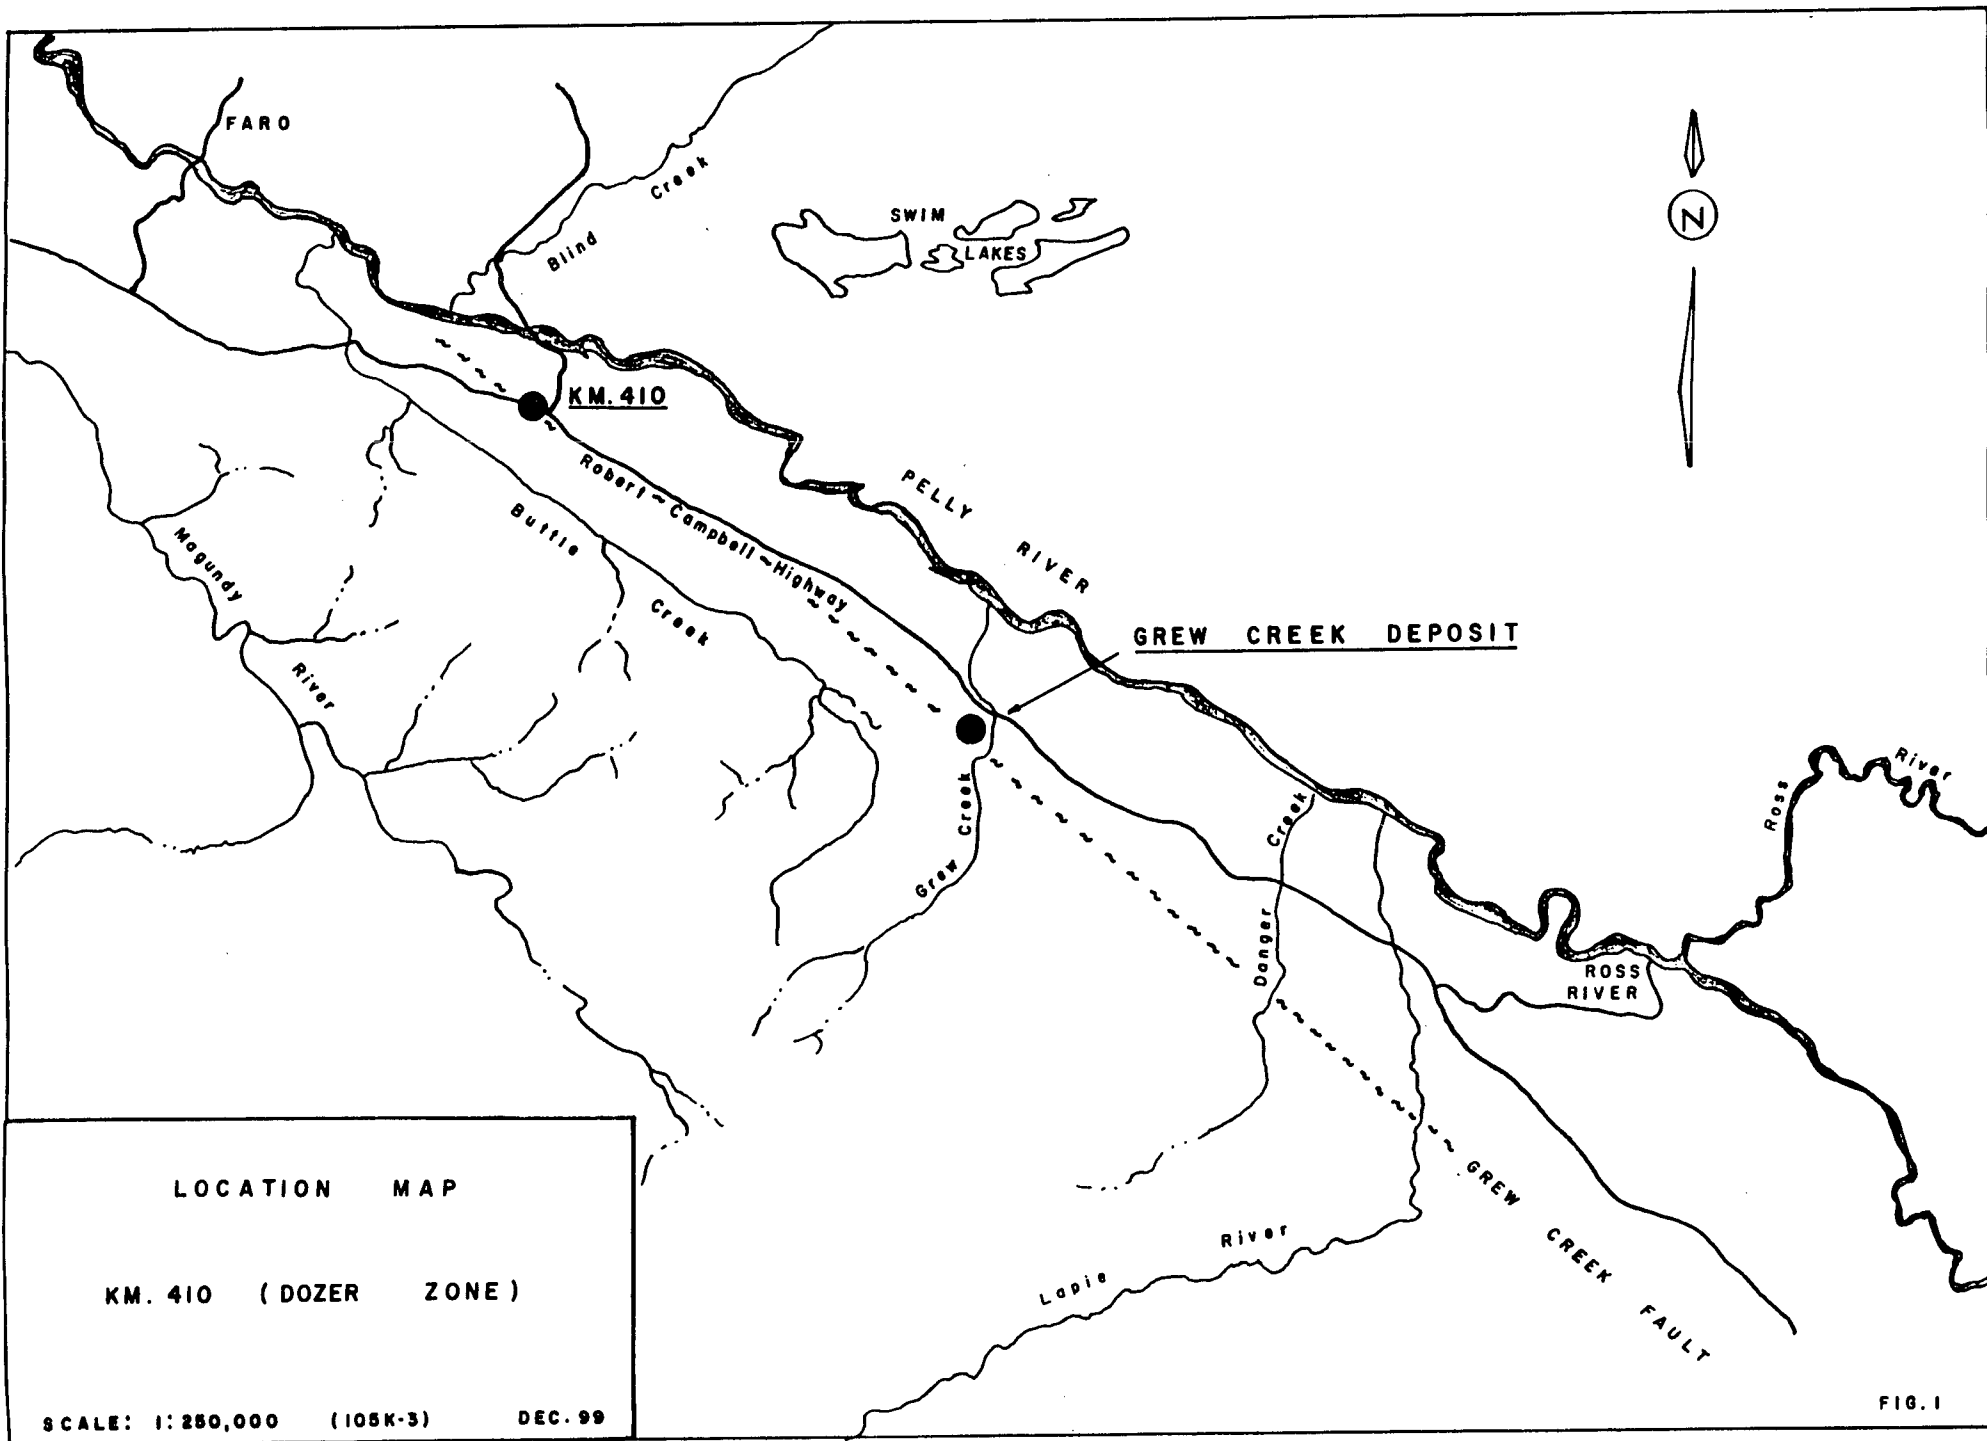 FARO
Blind Creek
SWIM
LAKES
N
KM. 410
Robert ~ Campbell ~ Highway
PELLY RIVER
Buttle Creek
Magundy River
GREW CREEK DEPOSIT
Grew Creek
Danger Creek
Ross River
ROSS
RIVER
GREW CREEK FAULT
Lapie River
LOCATION MAP
KM. 410 (DOZER ZONE)
SCALE: 1:250,000 (105K-3) DEC. 99
FIG. 1